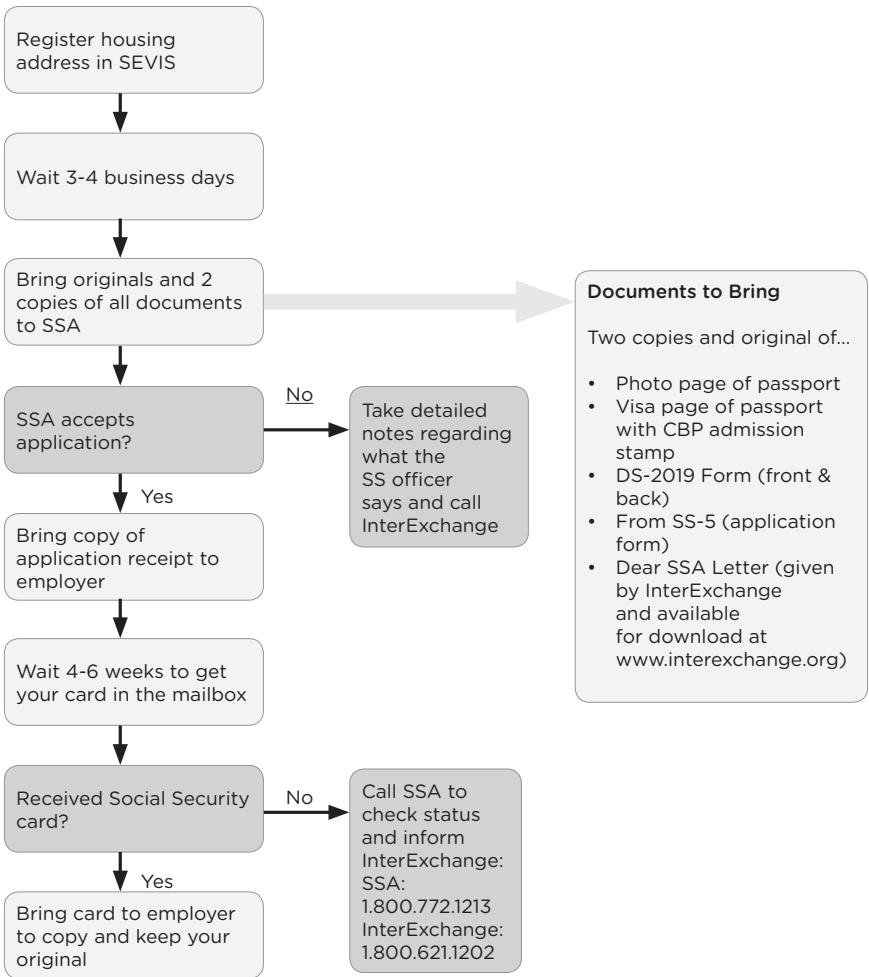 Register housing
address in SEVIS
Wait 3-4 business days
Bring originals and 2
copies of all documents
to SSA
Documents to Bring
Two copies and original of...
• Photo page of passport
• Visa page of passport
with CBP admission
stamp
• DS-2019 Form (front &
back)
• From SS-5 (application
form)
• Dear SSA Letter (given
by InterExchange
and available
for download at
www.interexchange.org)
SSA accepts
application?
No
Take detailed
notes regarding
what the
SS officer
says and call
InterExchange
Yes
Bring copy of
application receipt to
employer
Wait 4-6 weeks to get
your card in the mailbox
Received Social Security
card?
No
Call SSA to
check status
and inform
InterExchange:
SSA:
1.800.772.1213
InterExchange:
1.800.621.1202
Yes
Bring card to employer
to copy and keep your
original